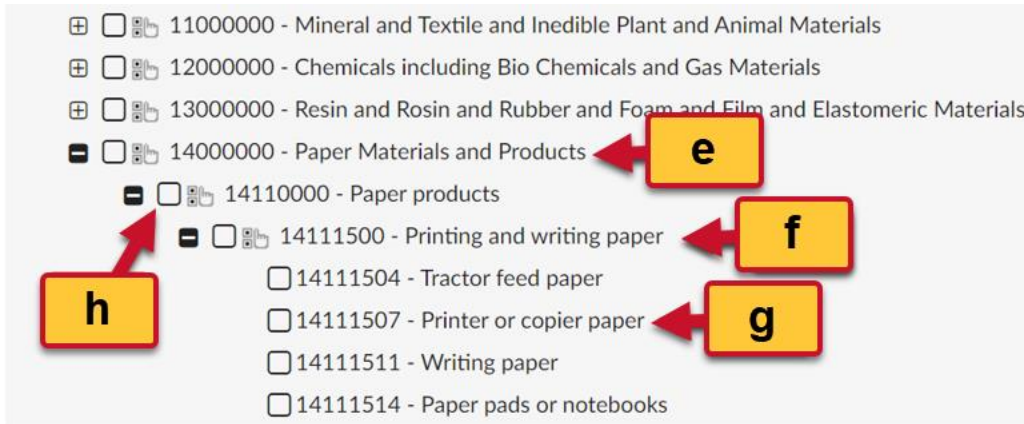 11000000 - Mineral and Textile and Inedible Plant and Animal Materials
12000000 - Chemicals including Bio Chemicals and Gas Materials
13000000 - Resin and Rosin and Rubber and Foam and Film and Elastomeric Materials
14000000 - Paper Materials and Products
e
14110000 - Paper products
14111500 - Printing and writing paper
f
14111504 - Tractor feed paper
h
14111507 - Printer or copier paper
g
14111511 - Writing paper
14111514 - Paper pads or notebooks